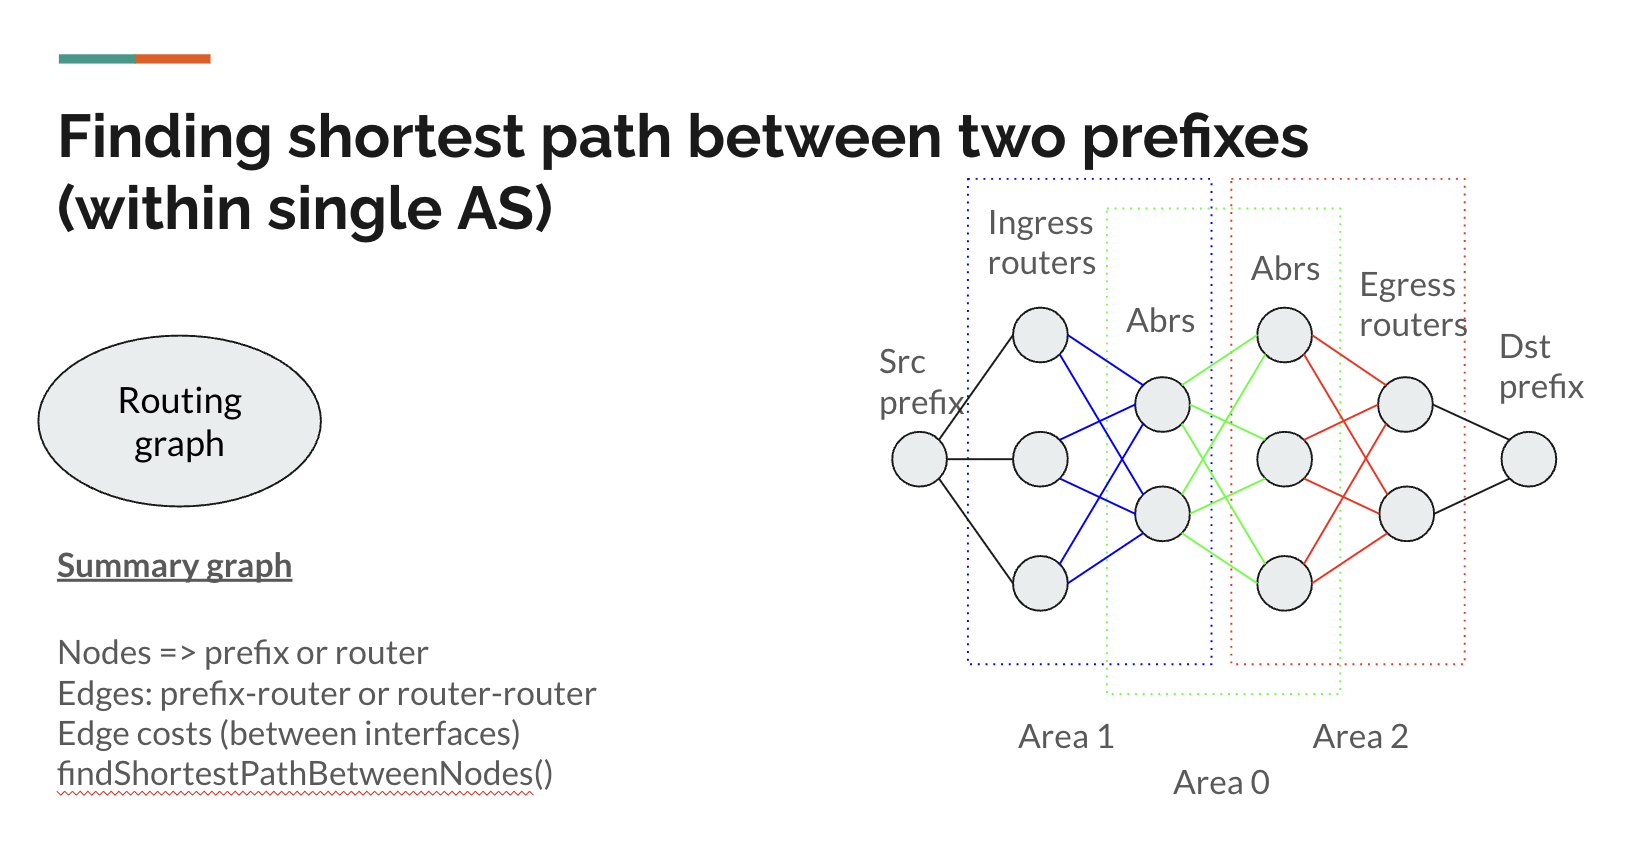 Finding shortest path between two prefixes
(within single AS)
Ingress
routers
Abrs
Abrs
Egress
routers
Src
prefix
Dst
prefix
Routing
graph
Summary graph
Nodes => prefix or router
Edges: prefix-router or router-router
Edge costs (between interfaces)
findShortestPathBetweenNodes()
Area 1
Area 2
Area 0